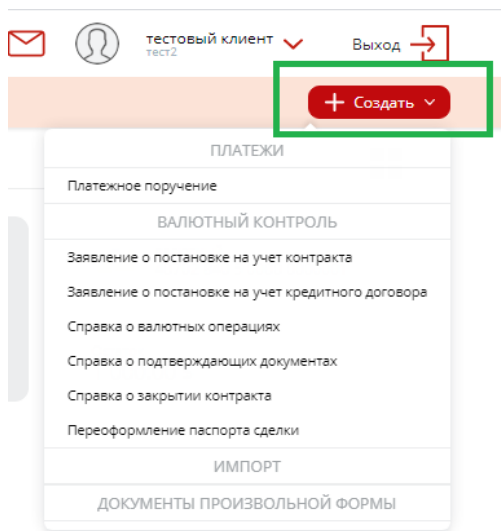 тестовый клиент
тест2
Выход
Создать
ПЛАТЕЖИ
Платежное поручение
ВАЛЮТНЫЙ КОНТРОЛЬ
Заявление о постановке на учет контракта
Заявление о постановке на учет кредитного договора
Справка о валютных операциях
Справка о подтверждающих документах
Справка о закрытии контракта
Переоформление паспорта сделки
ИМПОРТ
ДОКУМЕНТЫ ПРОИЗВОЛЬНОЙ ФОРМЫ